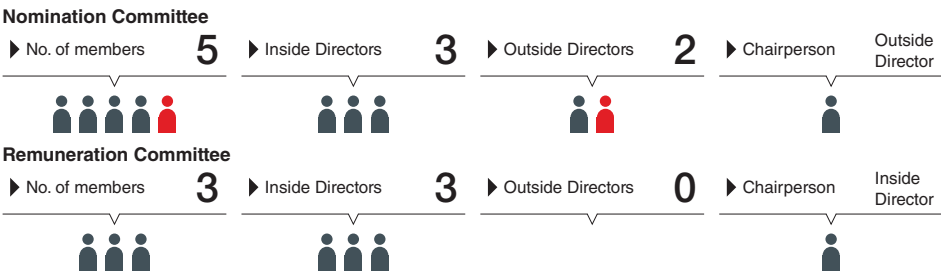 Nomination Committee
No. of members 5 Inside Directors 3 Outside Directors 2 Chairperson Outside
Director
Remuneration Committee
No. of members 3 Inside Directors 3 Outside Directors 0 Chairperson Inside
Director